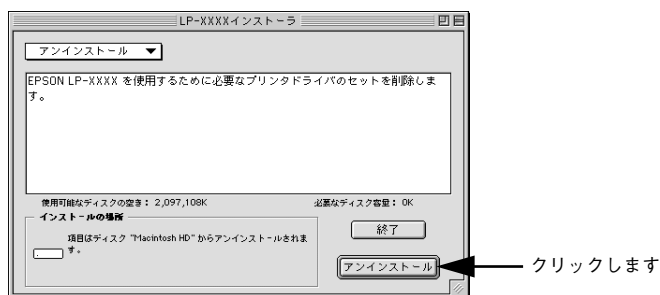 LP-XXXXインストーラ
アンインストール
EPSON LP-XXXX を使用するために必要なプリンタドライバのセットを削除しま
す。
使用可能なディスクの空き： 2,097,108K
必要なディスク容量： 0K
インストールの場所
項目はディスク "Macintosh HD" からアンインストールされま
す。
終了
アンインストール
クリックします